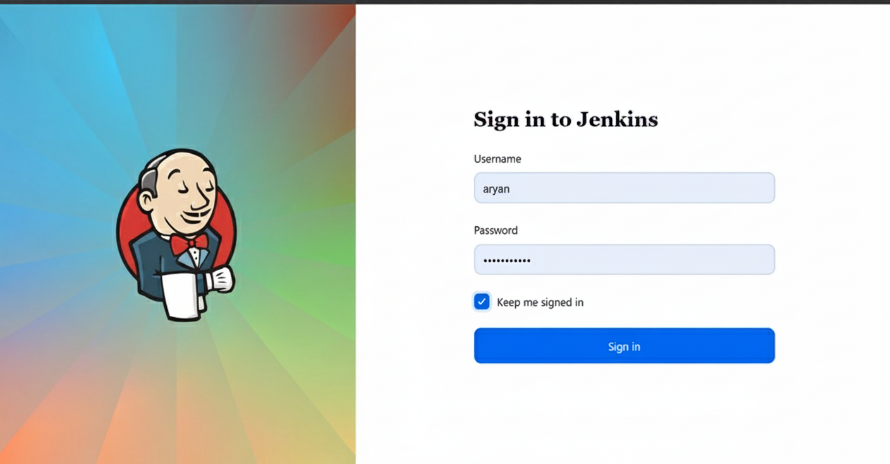 Sign in to Jenkins
Username
aryan
Password
•••••••••••
Keep me signed in
Sign in